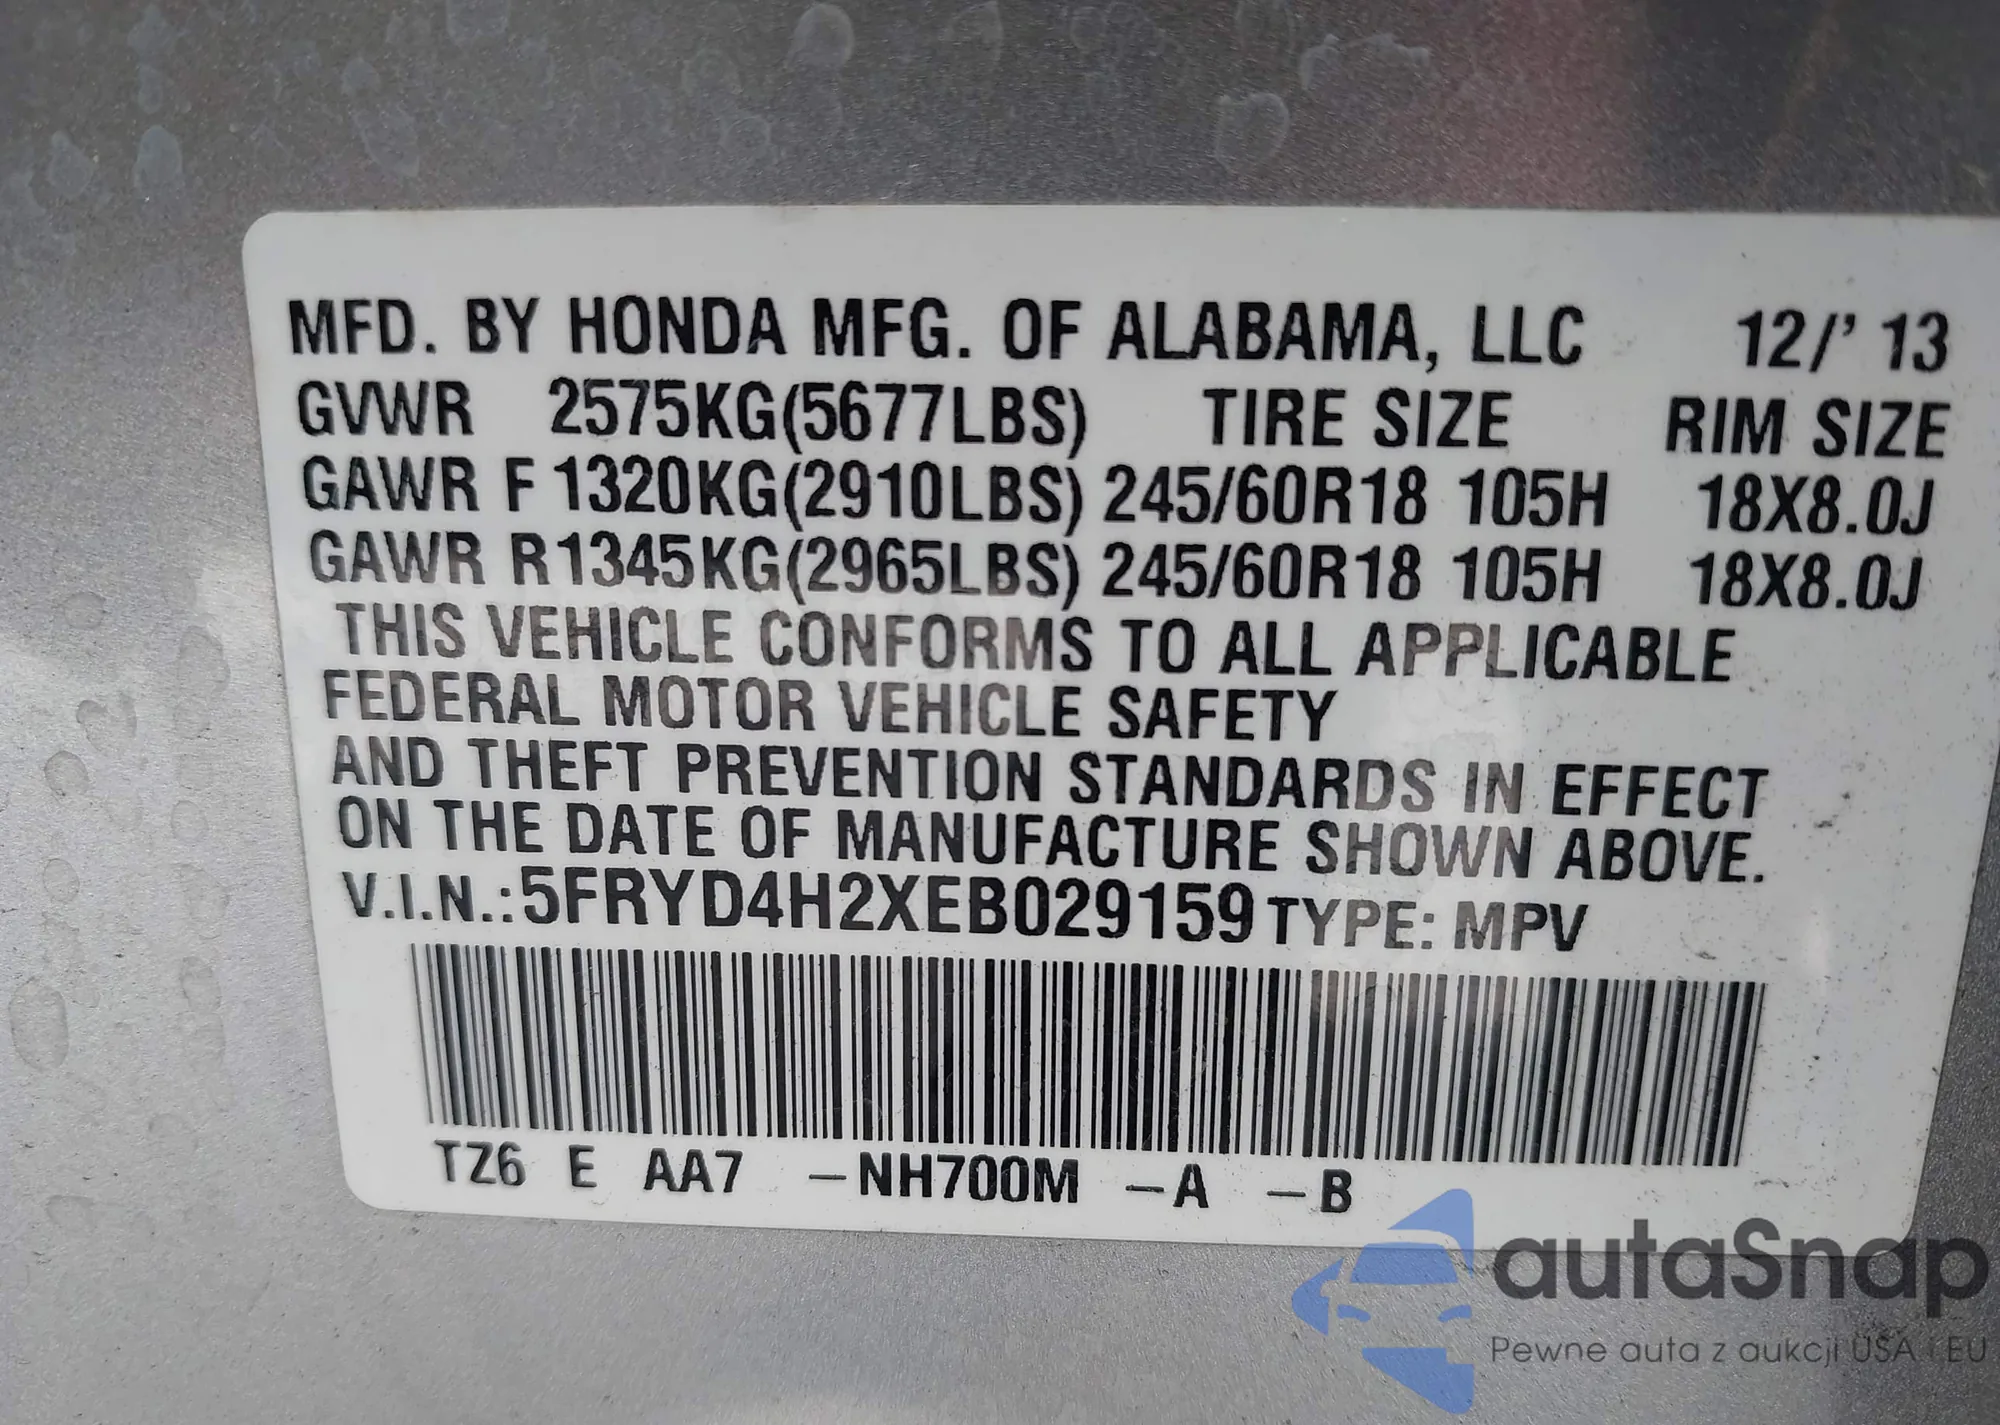 MFD. BY HONDA MFG. OF ALABAMA, LLC 12/' 13
GVWR 2575KG(5677LBS) TIRE SIZE RIM SIZE
GAWR F 1320KG(2910LBS) 245/60R18 105H 18X8.0J
GAWR R1345KG(2965LBS) 245/60R18 105H 18X8.0J
THIS VEHICLE CONFORMS TO ALL APPLICABLE
FEDERAL MOTOR VEHICLE SAFETY
AND THEFT PREVENTION STANDARDS IN EFFECT
ON THE DATE OF MANUFACTURE SHOWN ABOVE.
V.I.N.:5FRYD4H2XEB029159 TYPE: MPV
TZ6 E AA7 –NH700M –A –B
autaSnap
Pewne auta z aukcji USA i EU